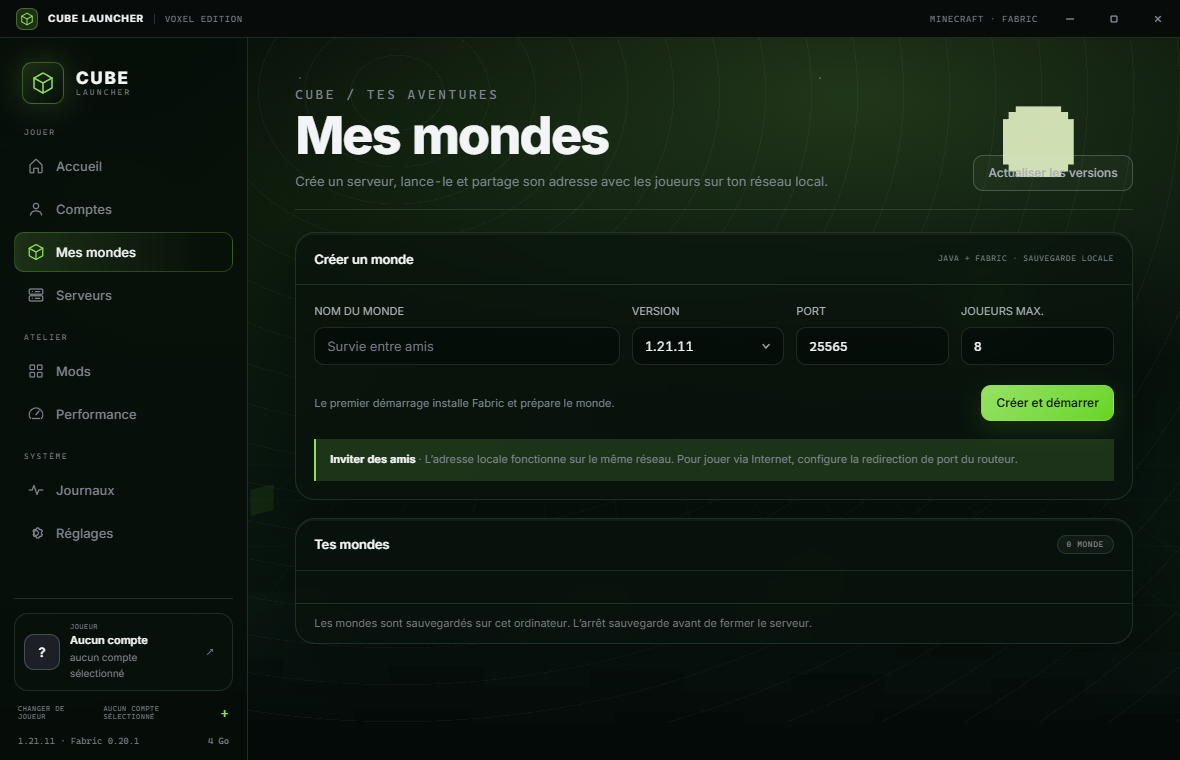 CUBE LAUNCHER
VOXEL EDITION
MINECRAFT · FABRIC
CUBE
LAUNCHER
JOUER
Accueil
Comptes
Mes mondes
Serveurs
ATELIER
Mods
Performance
SYSTÈME
Journaux
Réglages
JOUEUR
?
Aucun compte
aucun compte
sélectionné
↗
CHANGER DE
JOUEUR
AUCUN COMPTE
SÉLECTIONNÉ
+
1.21.11 · Fabric 0.20.1
4 Go
CUBE / TES AVENTURES
Mes mondes
Crée un serveur, lance-le et partage son adresse avec les joueurs sur ton réseau local.
Actualiser les versions
Créer un monde
JAVA + FABRIC · SAUVEGARDE LOCALE
NOM DU MONDE
VERSION
PORT
JOUEURS MAX.
Survie entre amis
1.21.11
25565
8
Le premier démarrage installe Fabric et prépare le monde.
Créer et démarrer
Inviter des amis · L’adresse locale fonctionne sur le même réseau. Pour jouer via Internet, configure la redirection de port du routeur.
Tes mondes
0 MONDE
Les mondes sont sauvegardés sur cet ordinateur. L’arrêt sauvegarde avant de fermer le serveur.